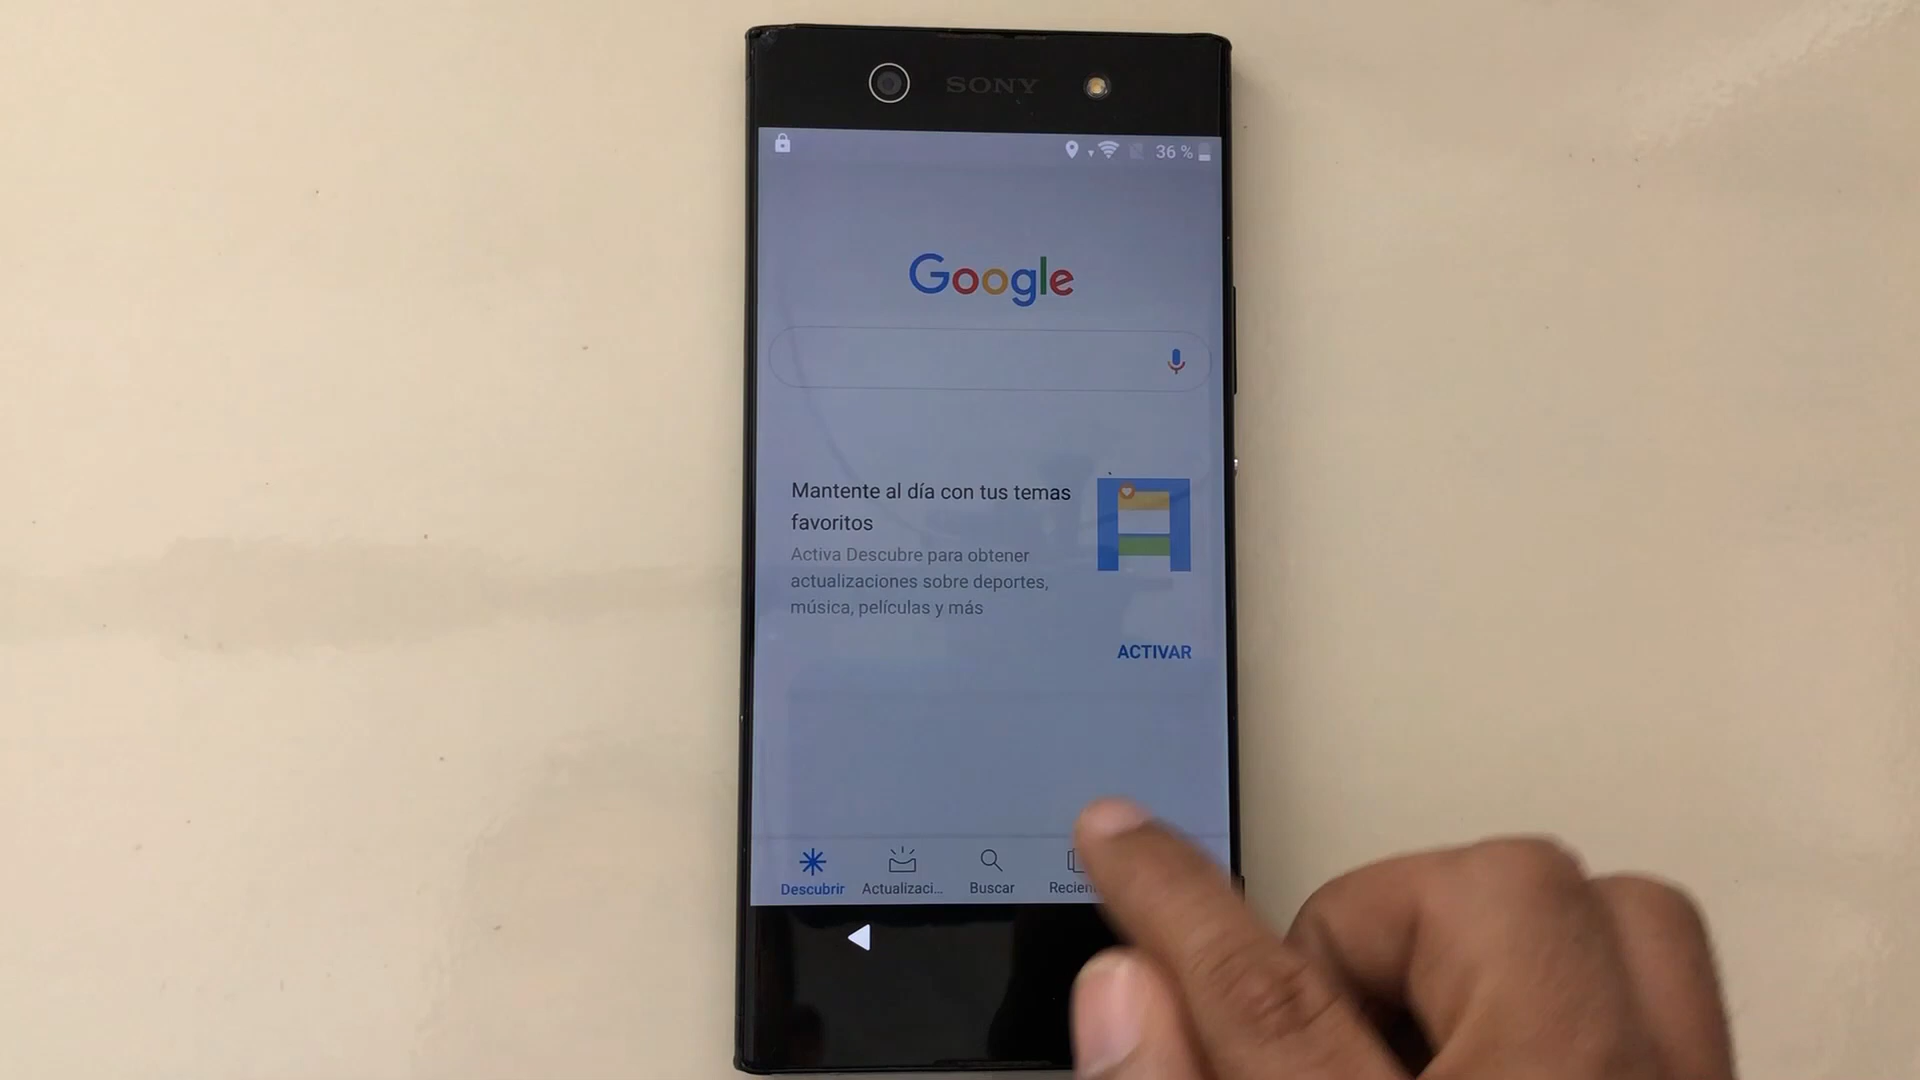 SONY
36 %
Google
Mantente al día con tus temas
favoritos
Activa Descubre para obtener
actualizaciones sobre deportes,
música, películas y más
ACTIVAR
Descubrir Actualizaci... Buscar Recien